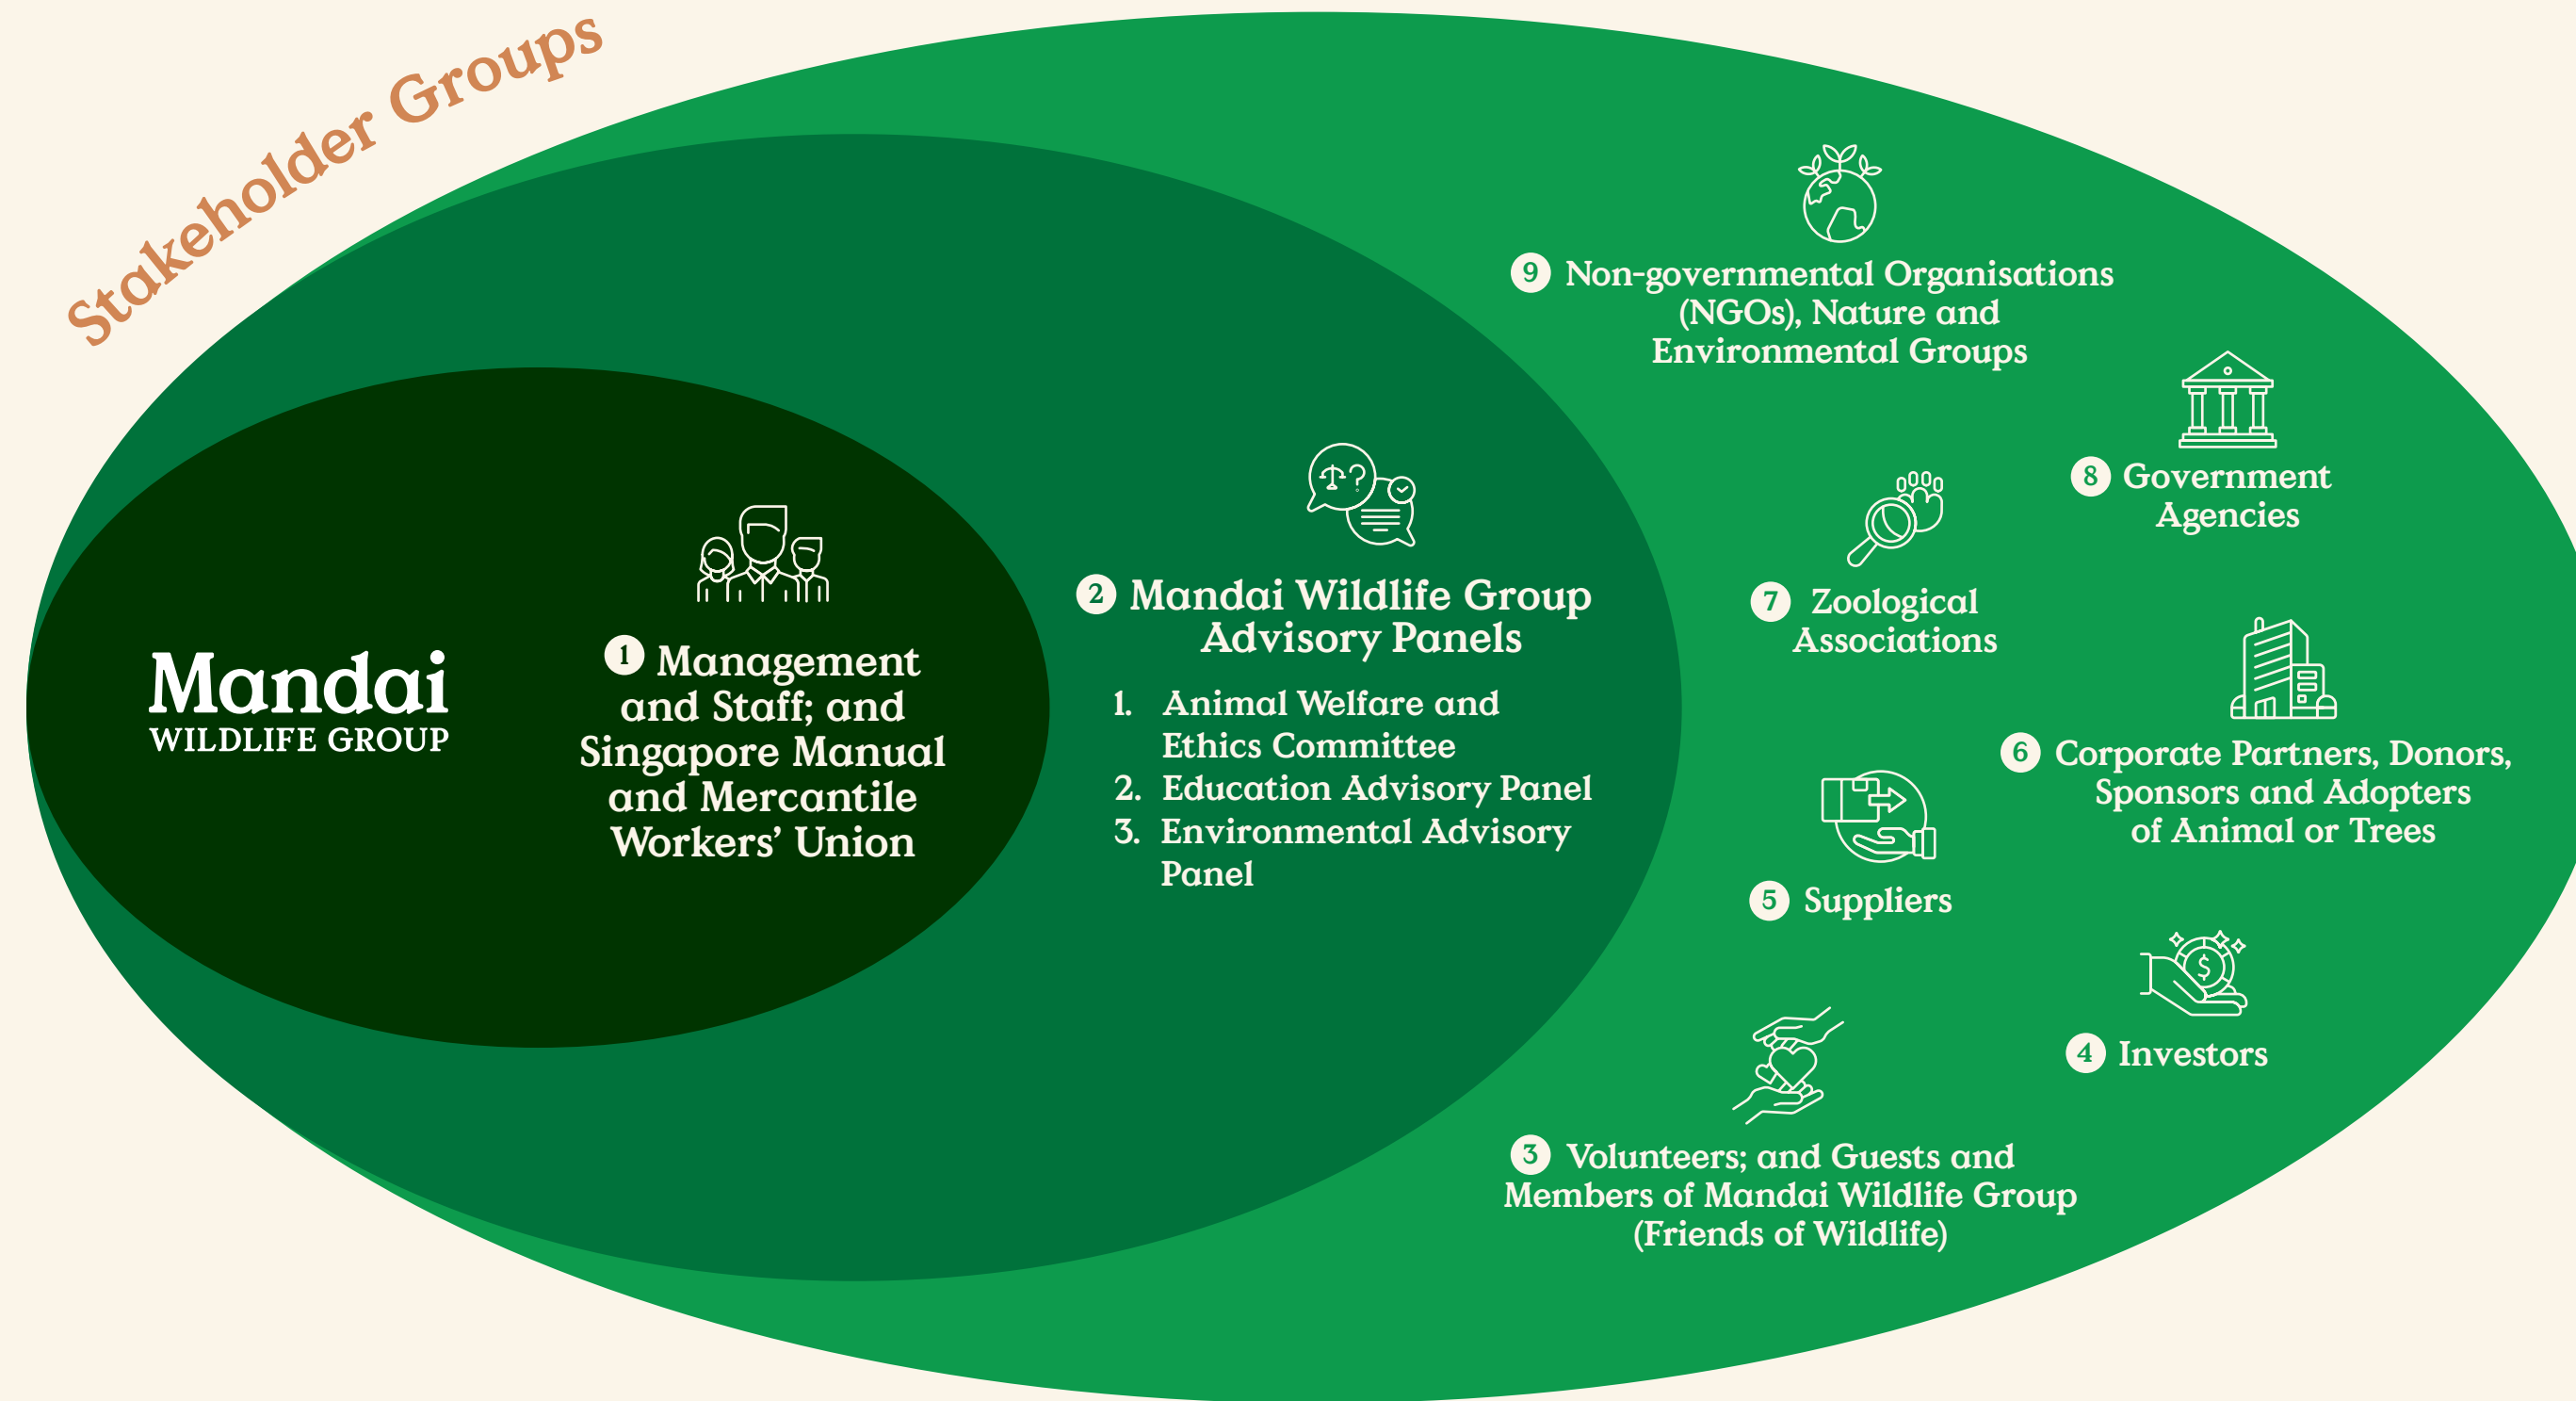 Stakeholder Groups
Mandai
WILDLIFE GROUP
1 Management
and Staff; and
Singapore Manual
and Mercantile
Workers’ Union
2 Mandai Wildlife Group
Advisory Panels
1. Animal Welfare and
Ethics Committee
2. Education Advisory Panel
3. Environmental Advisory
Panel
3 Volunteers; and Guests and
Members of Mandai Wildlife Group
(Friends of Wildlife)
4 Investors
5 Suppliers
6 Corporate Partners, Donors,
Sponsors and Adopters
of Animal or Trees
7 Zoological
Associations
8 Government
Agencies
9 Non-governmental Organisations
(NGOs), Nature and
Environmental Groups